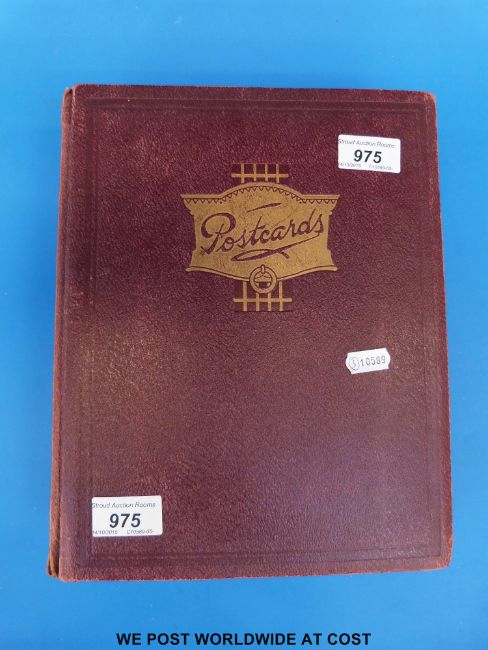 Stroud Auction Rooms
975
Postcards
10589
Stroud Auction Rooms
975
WE POST WORLDWIDE AT COST